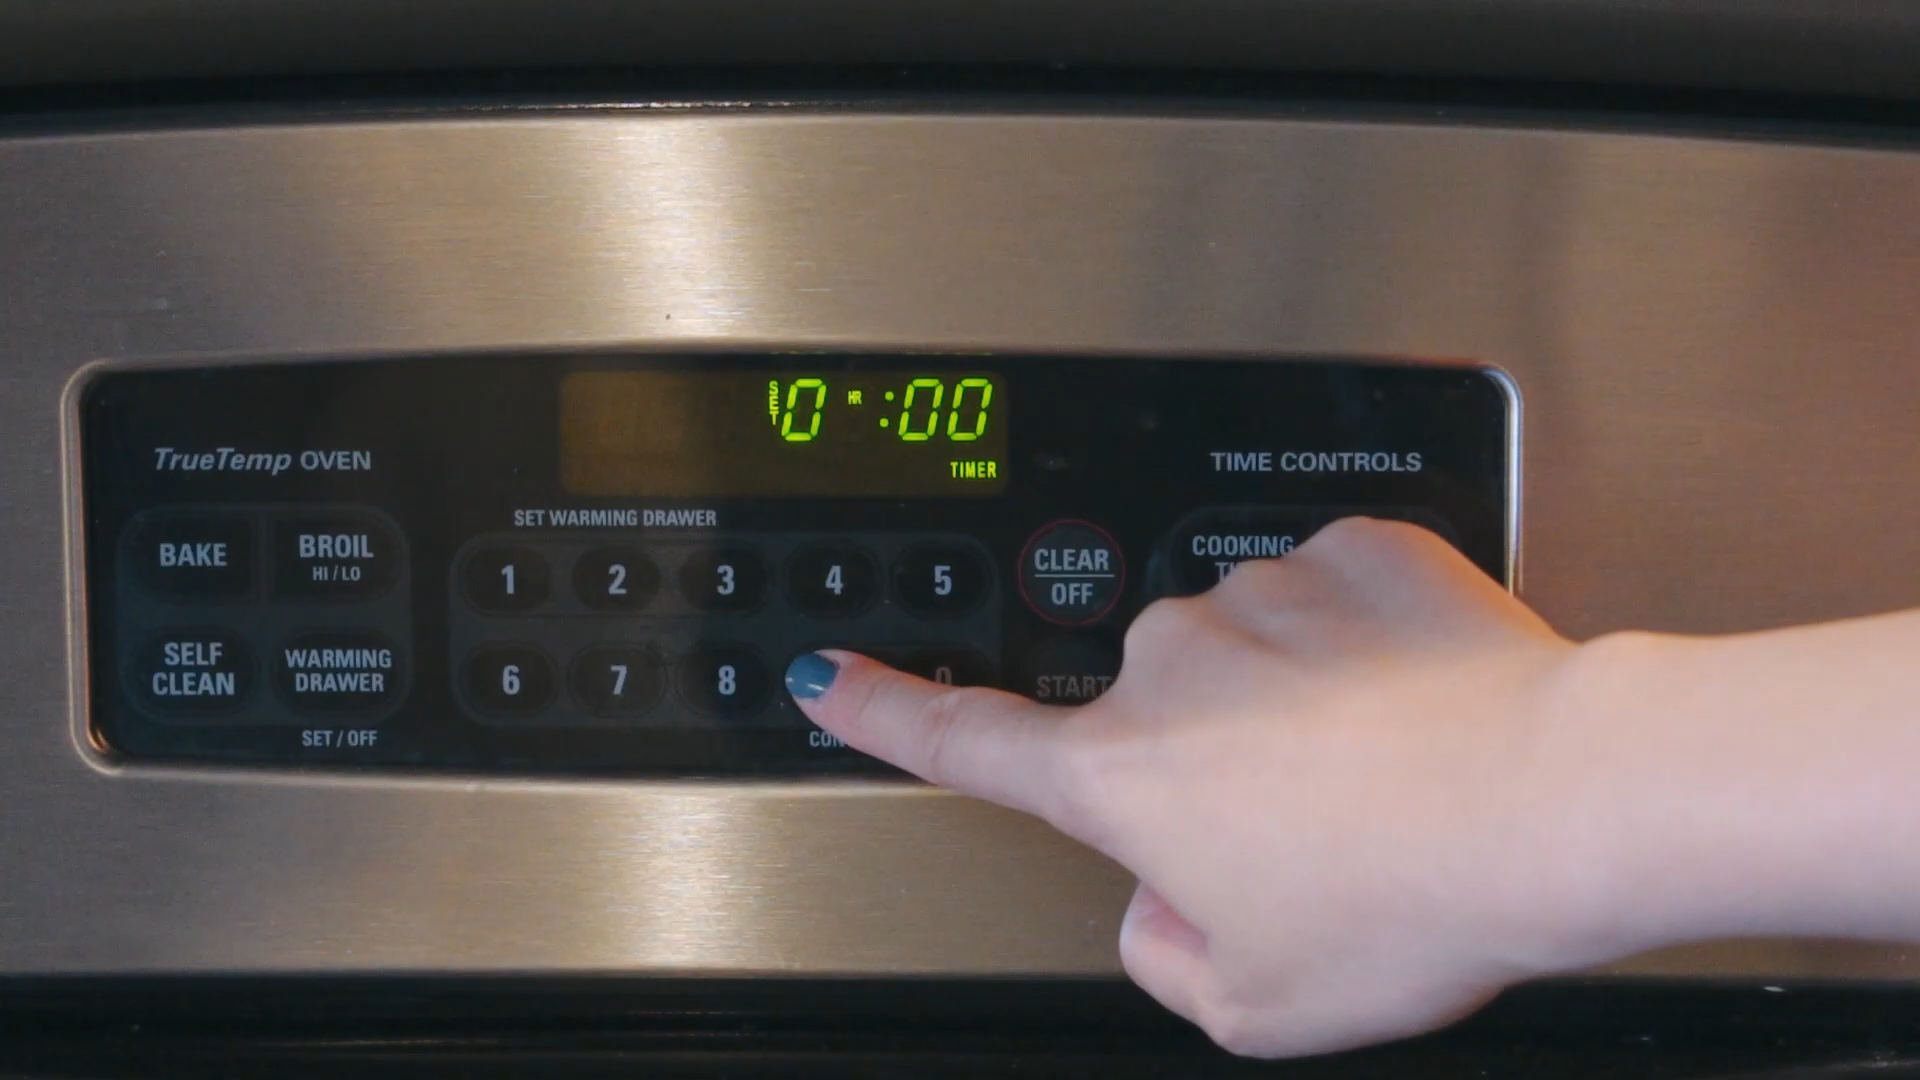 SET 0 HR :00
TIMER
TrueTemp OVEN
TIME CONTROLS
SET WARMING DRAWER
BAKE
BROIL
HI / LO
1 2 3 4 5
CLEAR
OFF
COOKING
SELF
CLEAN
WARMING
DRAWER
6 7 8
START
SET / OFF